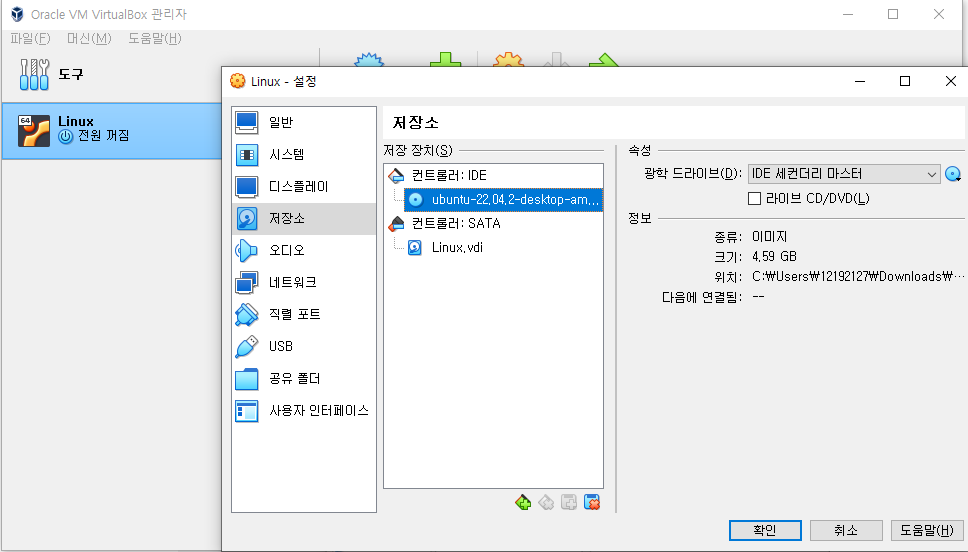 Oracle VM VirtualBox 관리자
파일(F) 머신(M) 도움말(H)
도구
64
Linux
전원 꺼짐
Linux - 설정
일반
시스템
디스플레이
저장소
오디오
네트워크
직렬 포트
USB
공유 폴더
사용자 인터페이스
저장소
저장 장치(S)
컨트롤러: IDE
ubuntu-22.04.2-desktop-am...
컨트롤러: SATA
Linux.vdi
속성
광학 드라이브(D): IDE 세컨더리 마스터
라이브 CD/DVD(L)
정보
종류: 이미지
크기: 4.59 GB
위치: C:₩Users₩12192127₩Downloads₩···
다음에 연결됨: --
확인 취소 도움말(H)